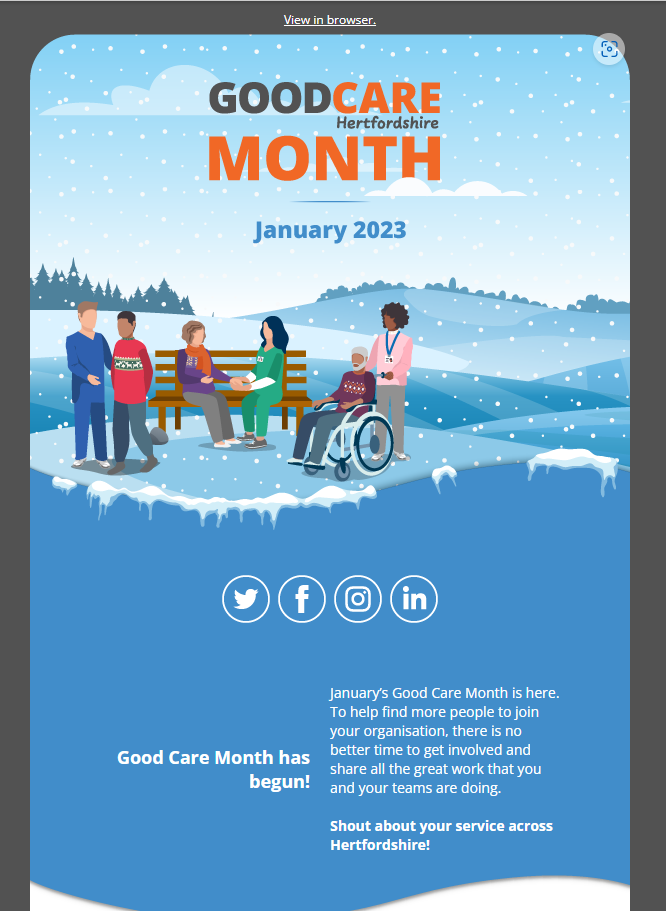 View in browser.
GOODCARE
Hertfordshire
MONTH
January 2023
Good Care Month has
begun!
January's Good Care Month is here.
To help find more people to join
your organisation, there is no
better time to get involved and
share all the great work that you
and your teams are doing.
Shout about your service across
Hertfordshire!